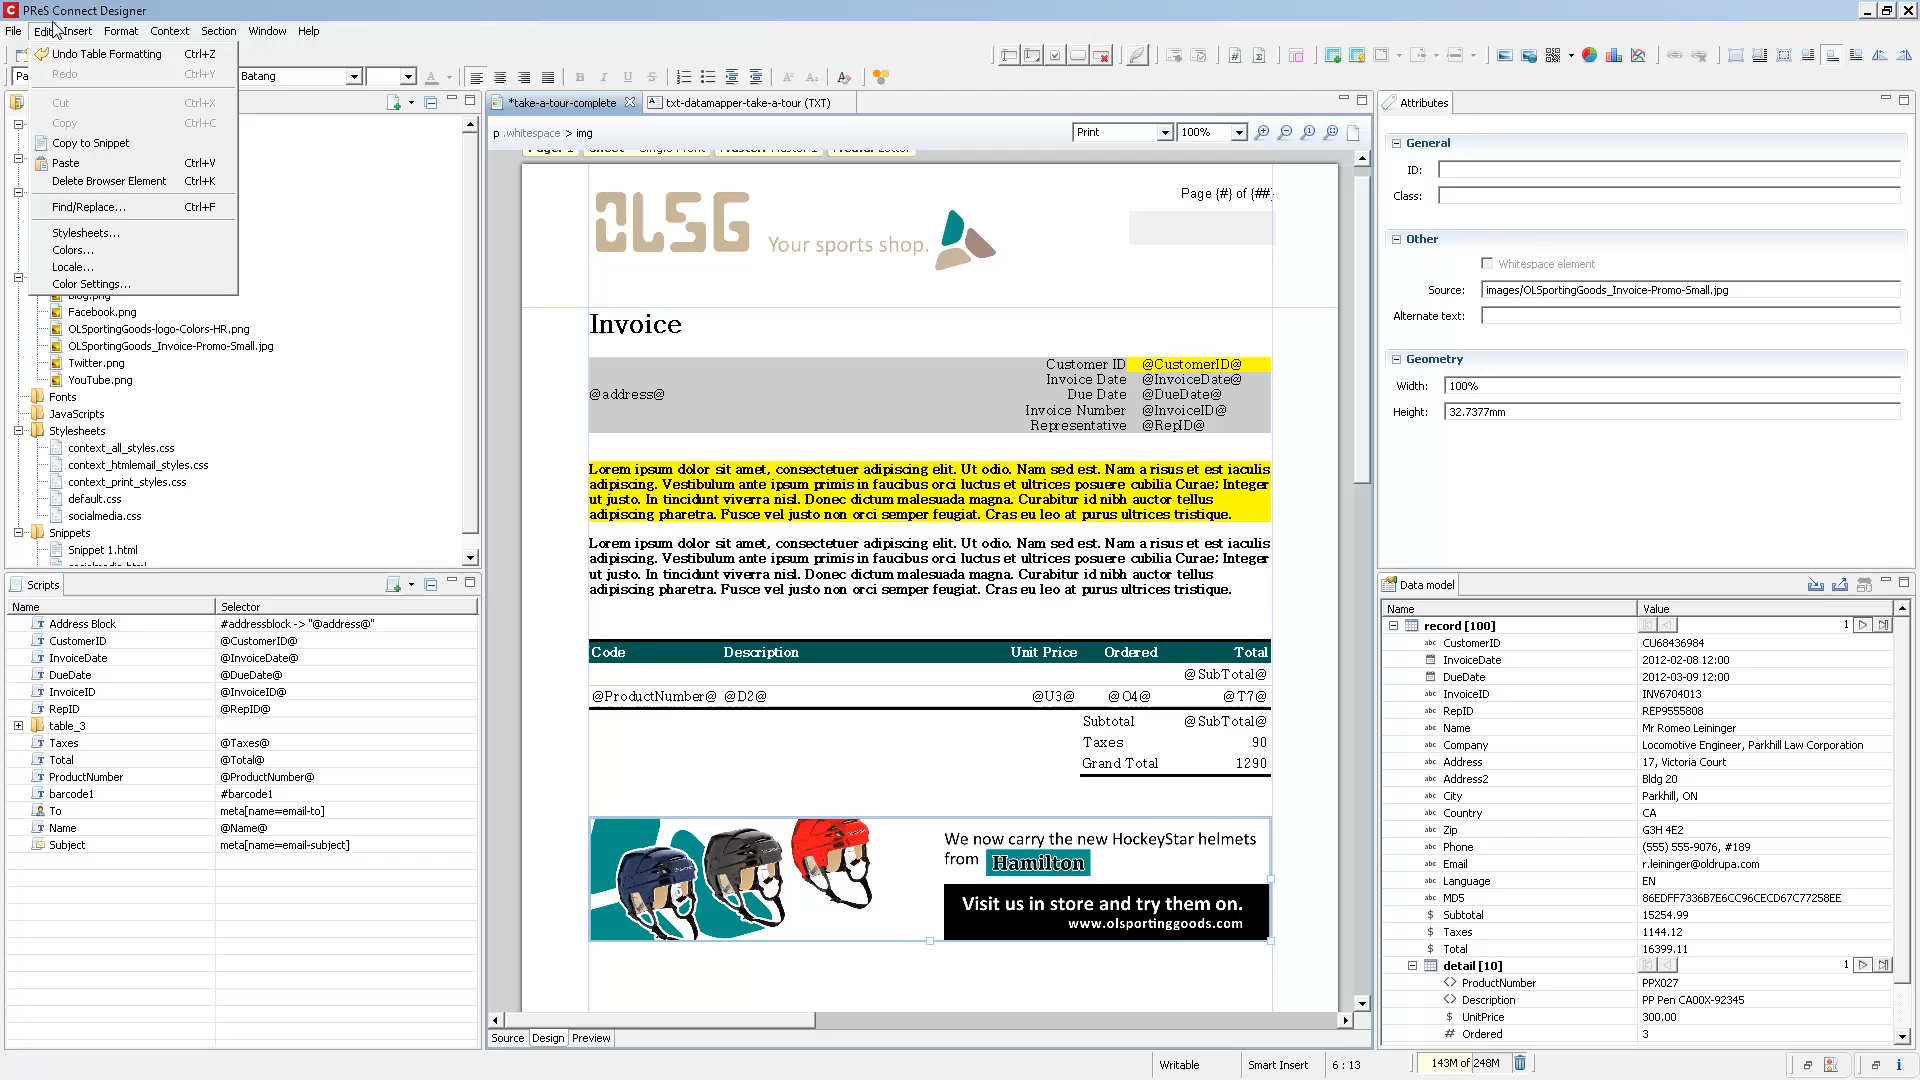 PReS Connect Designer
File Edit Insert Format Context Section Window Help
Undo Table Formatting Ctrl+Z
Redo Ctrl+Y
Cut Ctrl+X
Copy Ctrl+C
Copy to Snippet
Paste Ctrl+V
Delete Browser Element Ctrl+K
Find/Replace... Ctrl+F
Stylesheets...
Colors...
Locale...
Color Settings...
Batang
Blog.png
Facebook.png
OLSportingGoods-logo-Colors-HR.png
OLSportingGoods_Invoice-Promo-Small.jpg
Twitter.png
YouTube.png
Fonts
JavaScripts
Stylesheets
context_all_styles.css
context_htmlemail_styles.css
context_print_styles.css
default.css
socialmedia.css
Snippets
Snippet 1.html
Scripts
Name Selector
Address Block #addressblock -> "@address@"
CustomerID @CustomerID@
InvoiceDate @InvoiceDate@
DueDate @DueDate@
InvoiceID @InvoiceID@
RepID @RepID@
table_3
Taxes @Taxes@
Total @Total@
ProductNumber @ProductNumber@
barcode1 #barcode1
To meta[name=email-to]
Name @Name@
Subject meta[name=email-subject]
*take-a-tour-complete txt-datamapper-take-a-tour (TXT)
p .whitespace > img
Print 100%
OLSG
Your sports shop.
Page {#} of {##}
Invoice
Customer ID @CustomerID@
Invoice Date @InvoiceDate@
@address@
Due Date @DueDate@
Invoice Number @InvoiceID@
Representative @RepID@
Lorem ipsum dolor sit amet, consectetuer adipiscing elit. Ut odio. Nam sed est. Nam a risus et est iaculis
adipiscing. Vestibulum ante ipsum primis in faucibus orci luctus et ultrices posuere cubilia Curae; Integer
ut justo. In tincidunt viverra nisl. Donec dictum malesuada magna. Curabitur id nibh auctor tellus
adipiscing pharetra. Fusce vel justo non orci semper feugiat. Cras eu leo at purus ultrices tristique.
Lorem ipsum dolor sit amet, consectetuer adipiscing elit. Ut odio. Nam sed est. Nam a risus et est iaculis
adipiscing. Vestibulum ante ipsum primis in faucibus orci luctus et ultrices posuere cubilia Curae; Integer
ut justo. In tincidunt viverra nisl. Donec dictum malesuada magna. Curabitur id nibh auctor tellus
adipiscing pharetra. Fusce vel justo non orci semper feugiat. Cras eu leo at purus ultrices tristique.
Code Description Unit Price Ordered Total
@SubTotal@
@ProductNumber@ @D2@ @U3@ @O4@ @T7@
Subtotal @SubTotal@
Taxes 90
Grand Total 1290
We now carry the new HockeyStar helmets
from Hamilton
Visit us in store and try them on.
www.olsportinggoods.com
Source Design Preview
Attributes
General
ID:
Class:
Other
Whitespace element
Source: images/OLSportingGoods_Invoice-Promo-Small.jpg
Alternate text:
Geometry
Width: 100%
Height: 32.7377mm
Data model
Name Value
record [100] 1
CustomerID CU68436984
InvoiceDate 2012-02-08 12:00
DueDate 2012-03-09 12:00
InvoiceID INV6704013
RepID REP9555808
Name Mr Romeo Leininger
Company Locomotive Engineer, Parkhill Law Corporation
Address 17, Victoria Court
Address2 Bldg 20
City Parkhill, ON
Country CA
Zip G3H 4E2
Phone (555) 555-9076, #189
Email r.leininger@oldrupa.com
Language EN
MD5 86EDFF7336B7E6CC96CECD67C77258EE
Subtotal 15254.99
Taxes 1144.12
Total 16399.11
detail [10] 1
ProductNumber PPX027
Description PP Pen CA00X-92345
UnitPrice 300.00
Ordered 3
Writable Smart Insert 6 : 13 143M of 248M